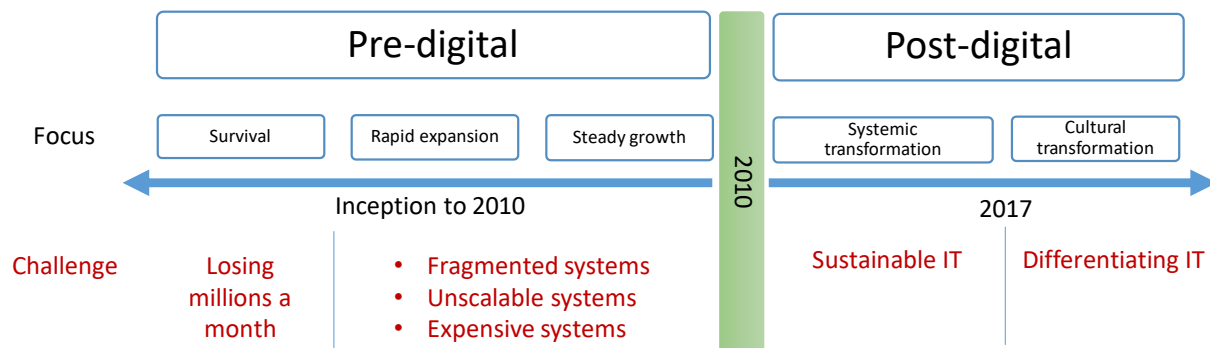 Pre-digital
Post-digital
Focus
Survival
Rapid expansion
Steady growth
Systemic
transformation
Cultural
transformation
2010
Inception to 2010
2017
Challenge
Losing
millions a
month
• Fragmented systems
• Unscalable systems
• Expensive systems
Sustainable IT
Differentiating IT